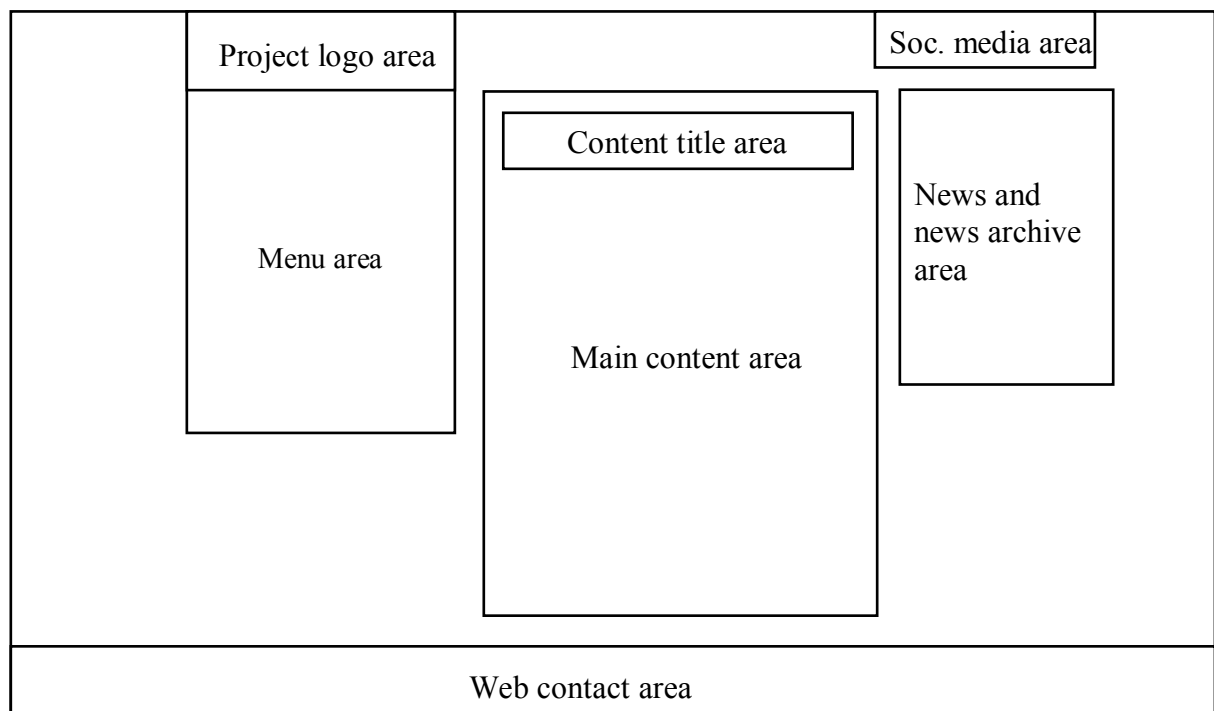 Project logo area
Soc. media area
Content title area
News and
news archive
area
Menu area
Main content area
Web contact area